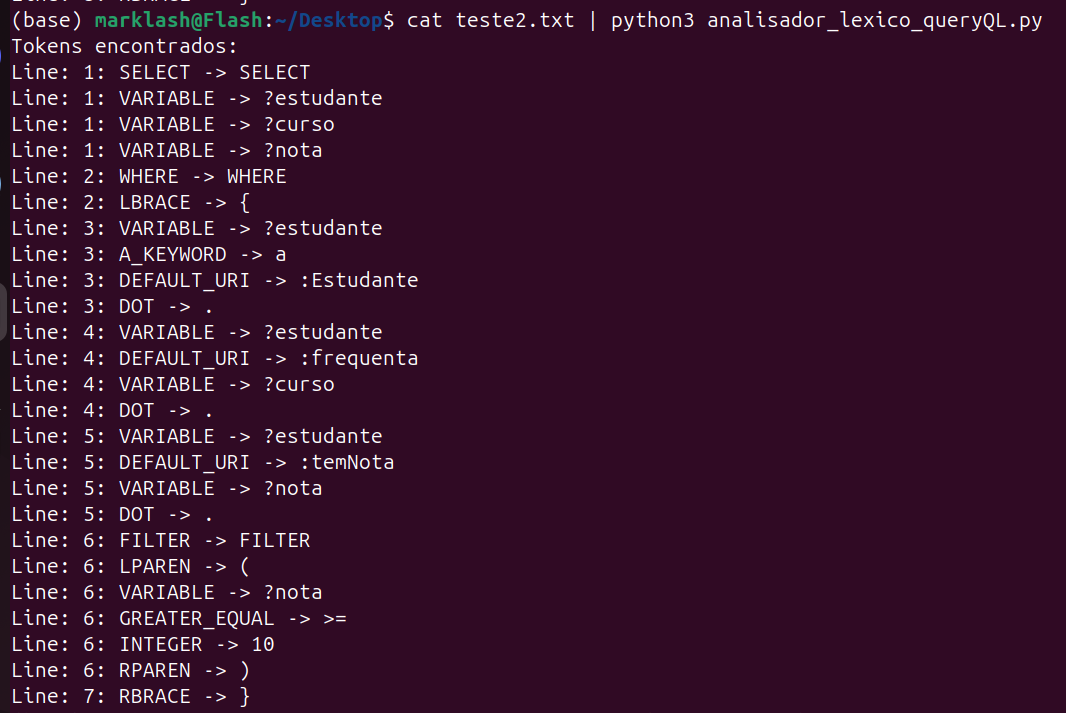 (base) marklash@Flash:~/Desktop$ cat teste2.txt | python3 analisador_lexico_queryQL.py
Tokens encontrados:
Line: 1: SELECT -> SELECT
Line: 1: VARIABLE -> ?estudante
Line: 1: VARIABLE -> ?curso
Line: 1: VARIABLE -> ?nota
Line: 2: WHERE -> WHERE
Line: 2: LBRACE -> {
Line: 3: VARIABLE -> ?estudante
Line: 3: A_KEYWORD -> a
Line: 3: DEFAULT_URI -> :Estudante
Line: 3: DOT -> .
Line: 4: VARIABLE -> ?estudante
Line: 4: DEFAULT_URI -> :frequenta
Line: 4: VARIABLE -> ?curso
Line: 4: DOT -> .
Line: 5: VARIABLE -> ?estudante
Line: 5: DEFAULT_URI -> :temNota
Line: 5: VARIABLE -> ?nota
Line: 5: DOT -> .
Line: 6: FILTER -> FILTER
Line: 6: LPAREN -> (
Line: 6: VARIABLE -> ?nota
Line: 6: GREATER_EQUAL -> >=
Line: 6: INTEGER -> 10
Line: 6: RPAREN -> )
Line: 7: RBRACE -> }